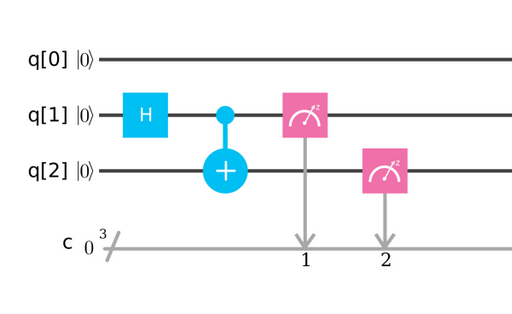 q[0] |0⟩
q[1] |0⟩ H z
q[2] |0⟩ z
c 0 3
1 2